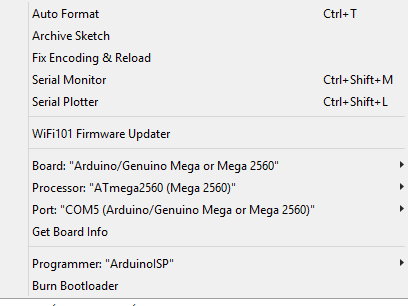 Auto Format Ctrl+T
Archive Sketch
Fix Encoding & Reload
Serial Monitor Ctrl+Shift+M
Serial Plotter Ctrl+Shift+L
WiFi101 Firmware Updater
Board: "Arduino/Genuino Mega or Mega 2560"
Processor: "ATmega2560 (Mega 2560)"
Port: "COM5 (Arduino/Genuino Mega or Mega 2560)"
Get Board Info
Programmer: "ArduinoISP"
Burn Bootloader